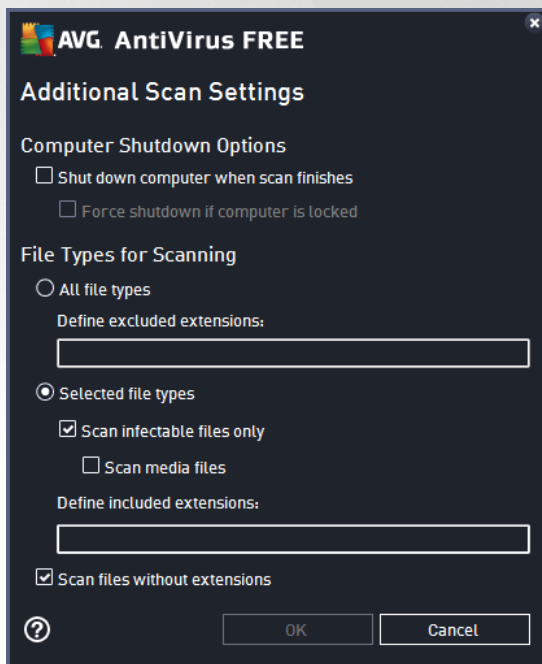 AVG. AntiVirus FREE
Additional Scan Settings
Computer Shutdown Options
Shut down computer when scan finishes
Force shutdown if computer is locked
File Types for Scanning
All file types
Define excluded extensions:
Selected file types
Scan infectable files only
Scan media files
Define included extensions:
Scan files without extensions
? OK Cancel